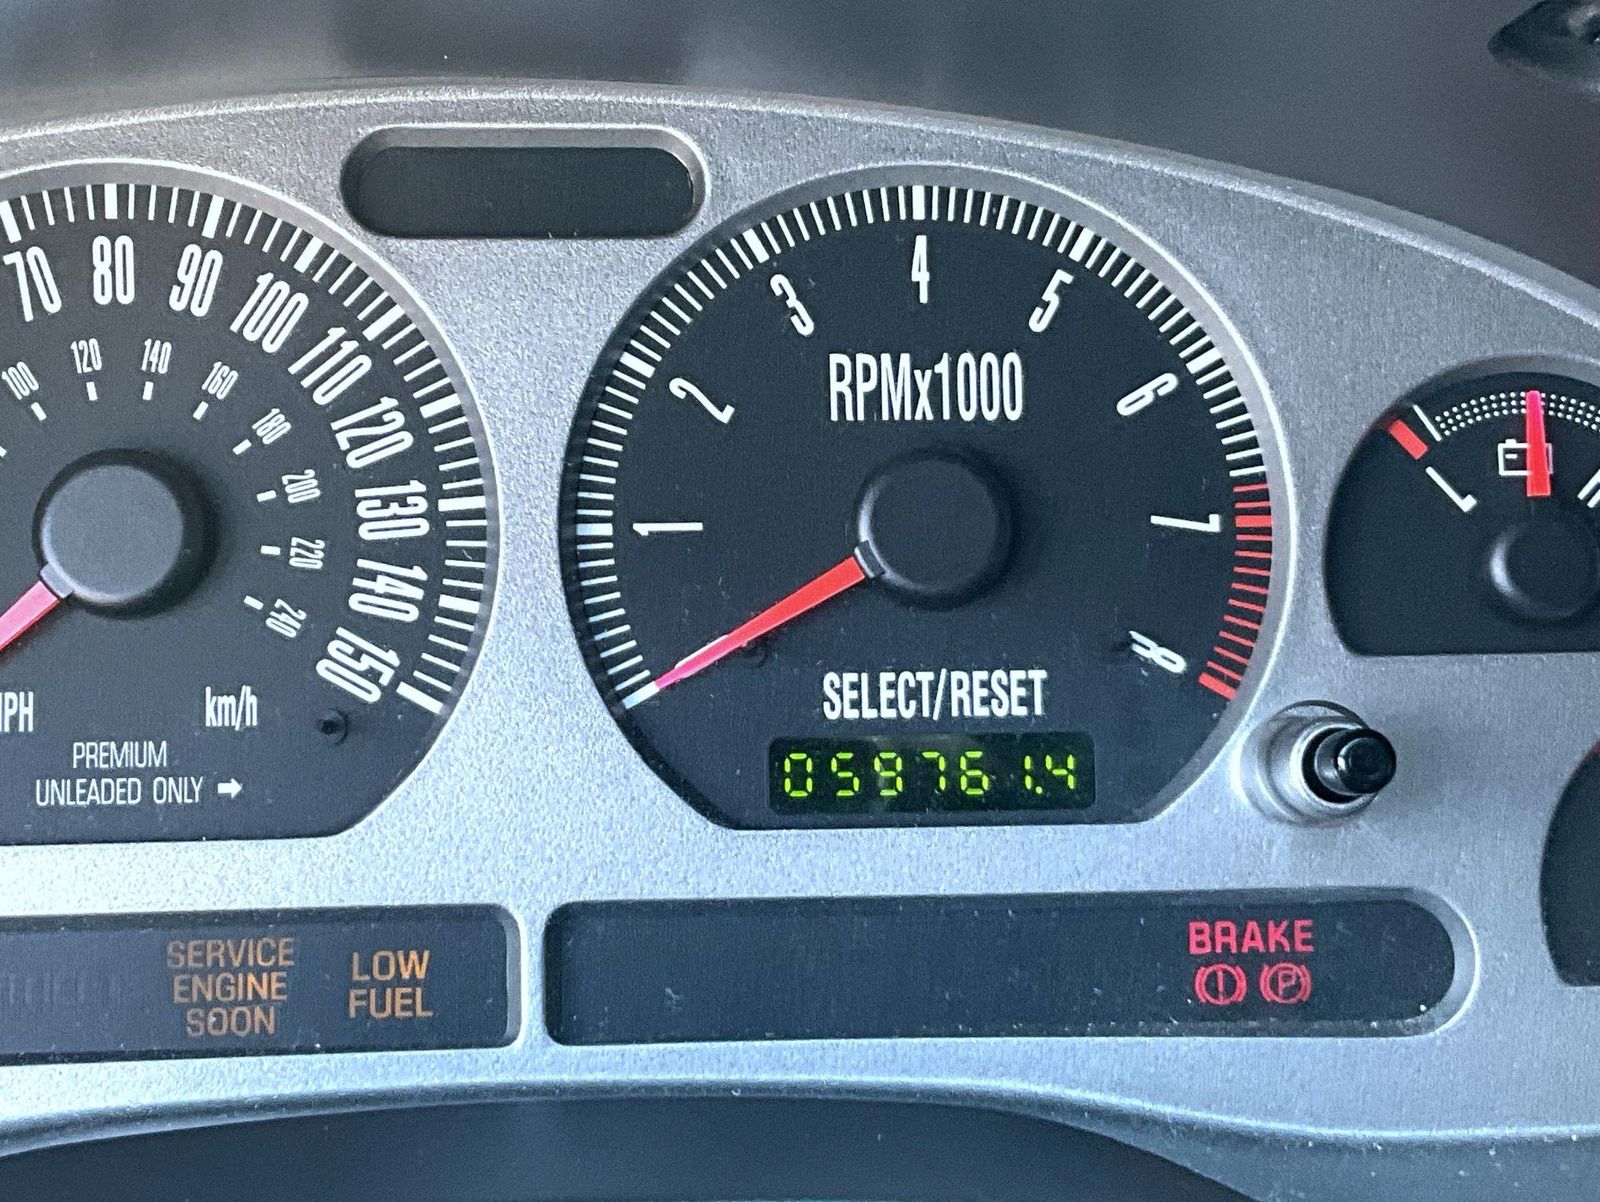 70 80 90 100 110 120 130 140 150
100 120 140 160 180 200 220 240
km/h
PREMIUM
UNLEADED ONLY
1 2 3 4 5 6 7 8
RPMx1000
SELECT/RESET
059761.4
SERVICE
ENGINE
SOON
LOW
FUEL
BRAKE
P